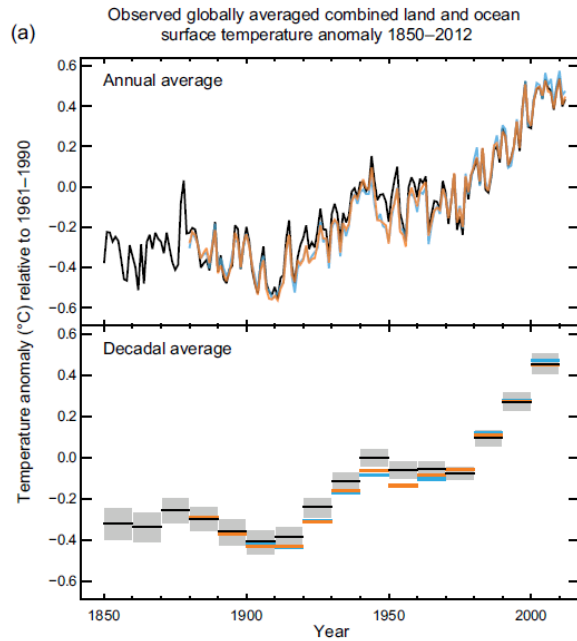 Observed globally averaged combined land and ocean
(a)
surface temperature anomaly 1850–2012
0.6
Annual average
0.4
0.2
0.0
−0.2
−0.4
−0.6
Temperature anomaly (°C) relative to 1961–1990
0.6
Decadal average
0.4
0.2
0.0
−0.2
−0.4
−0.6
1850
1900
1950
2000
Year